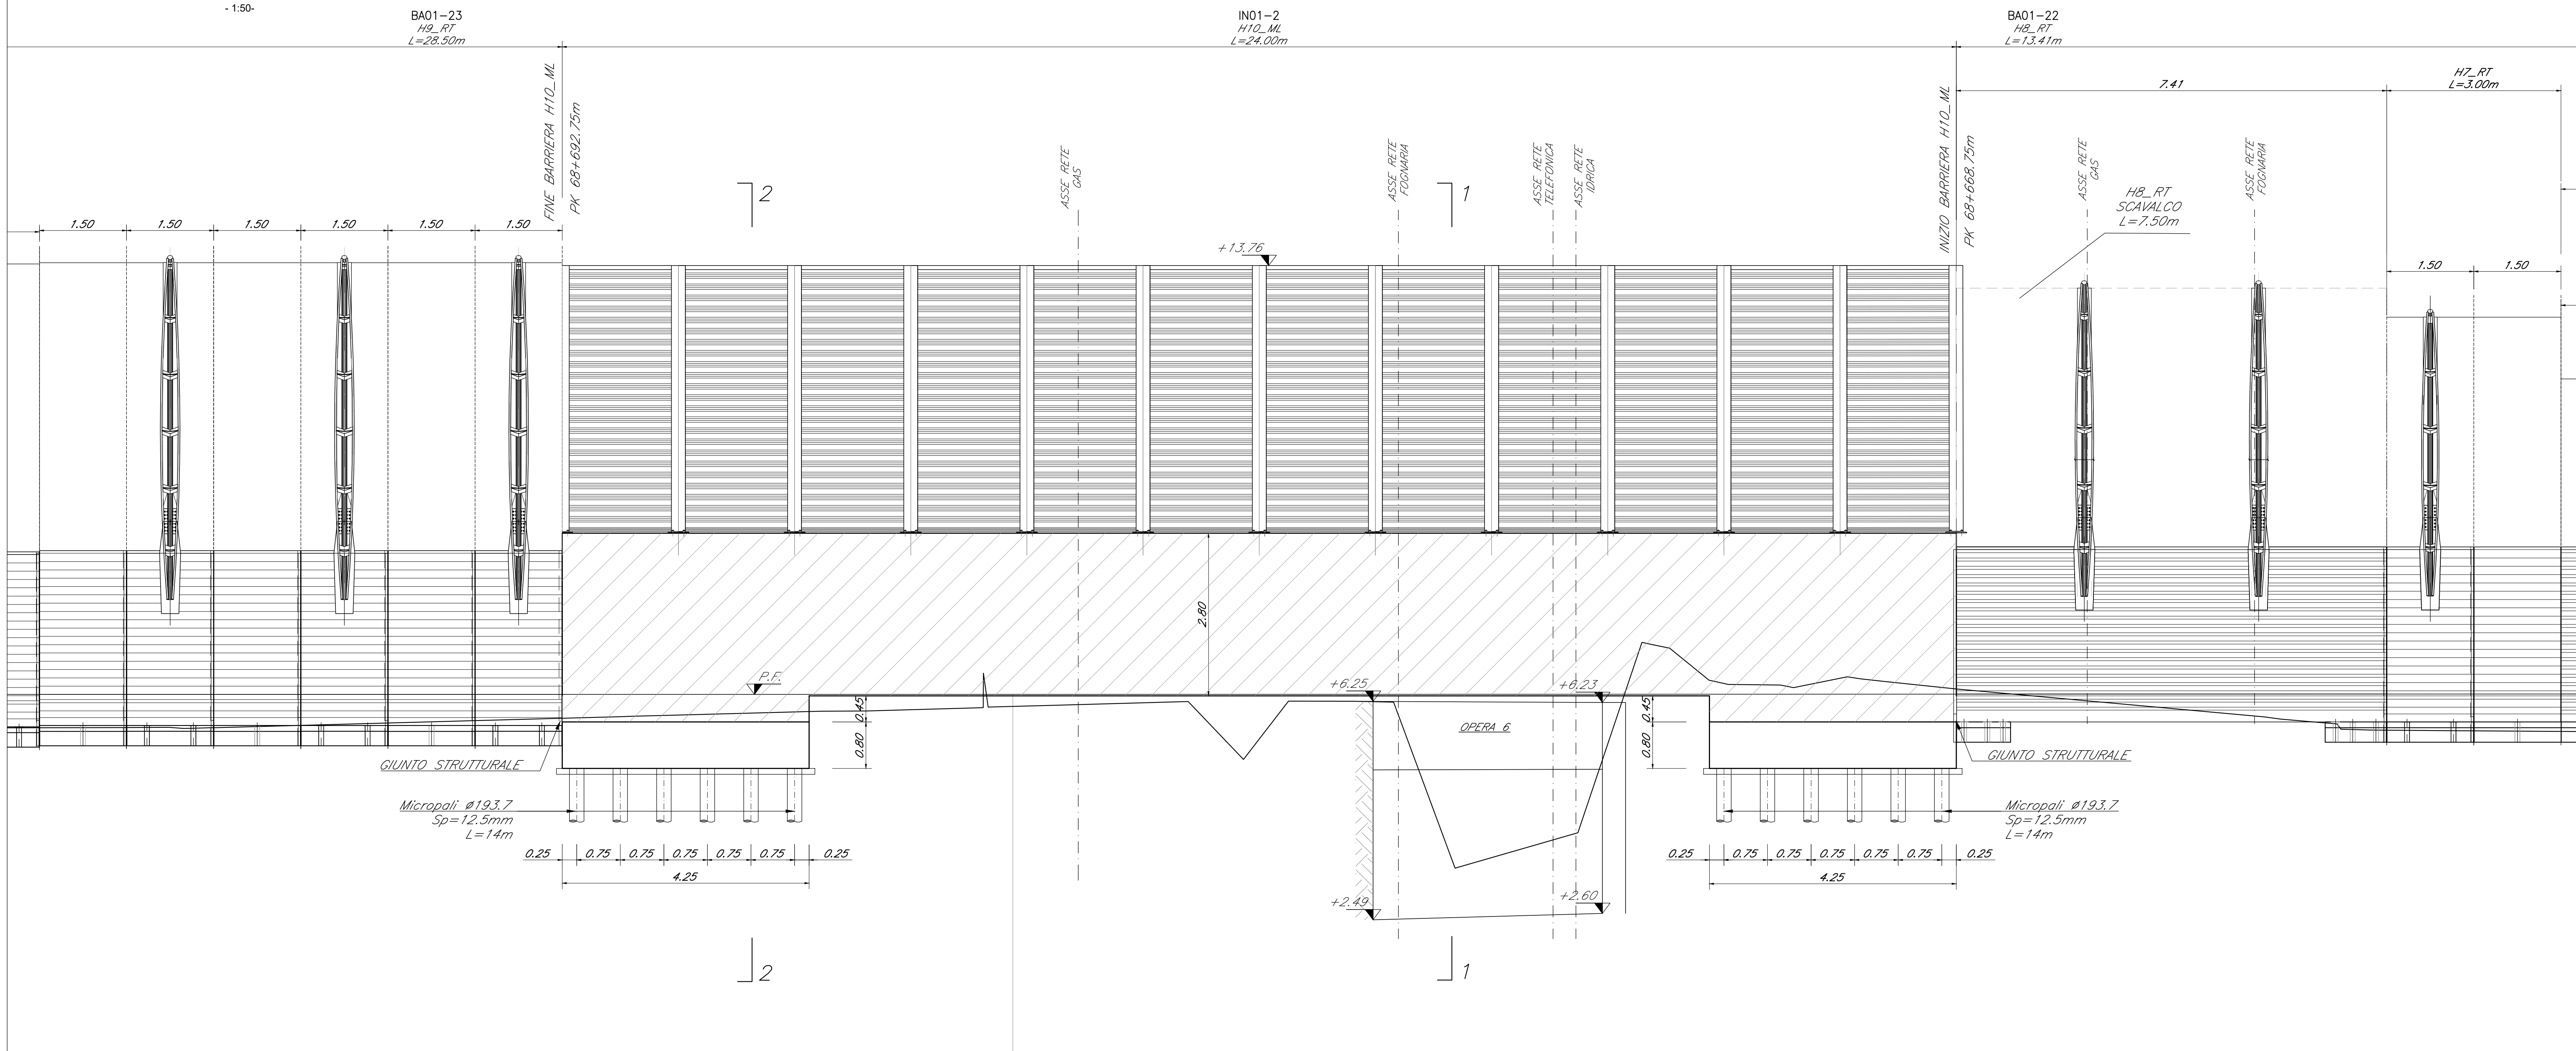 - 1:50-
BA01-23
H9_RT
L=28.50m
IN01-2
H10_ML
L=24.00m
BA01-22
H8_RT
L=13.41m
7.41
H7_RT
L=3.00m
FINE BARRIERA H10_ML
PK 68+692.75m
INIZIO BARRIERA H10_ML
PK 68+668.75m
ASSE RETE
GAS
ASSE RETE
FOGNARIA
ASSE RETE
TELEFONICA
ASSE RETE
IDRICA
ASSE RETE
GAS
ASSE RETE
FOGNARIA
2
1
H8_RT
SCAVALCO
L=7.50m
1.50
1.50
1.50
1.50
1.50
1.50
+13.76
1.50
1.50
2.80
P.F.
0.45
0.80
+6.25
+6.23
OPERA 6
0.45
0.80
GIUNTO STRUTTURALE
GIUNTO STRUTTURALE
Micropali ø193.7
Sp=12.5mm
L=14m
Micropali ø193.7
Sp=12.5mm
L=14m
0.25
0.75
0.75
0.75
0.75
0.75
0.25
4.25
0.25
0.75
0.75
0.75
0.75
0.75
0.25
4.25
+2.49
+2.60
2
1